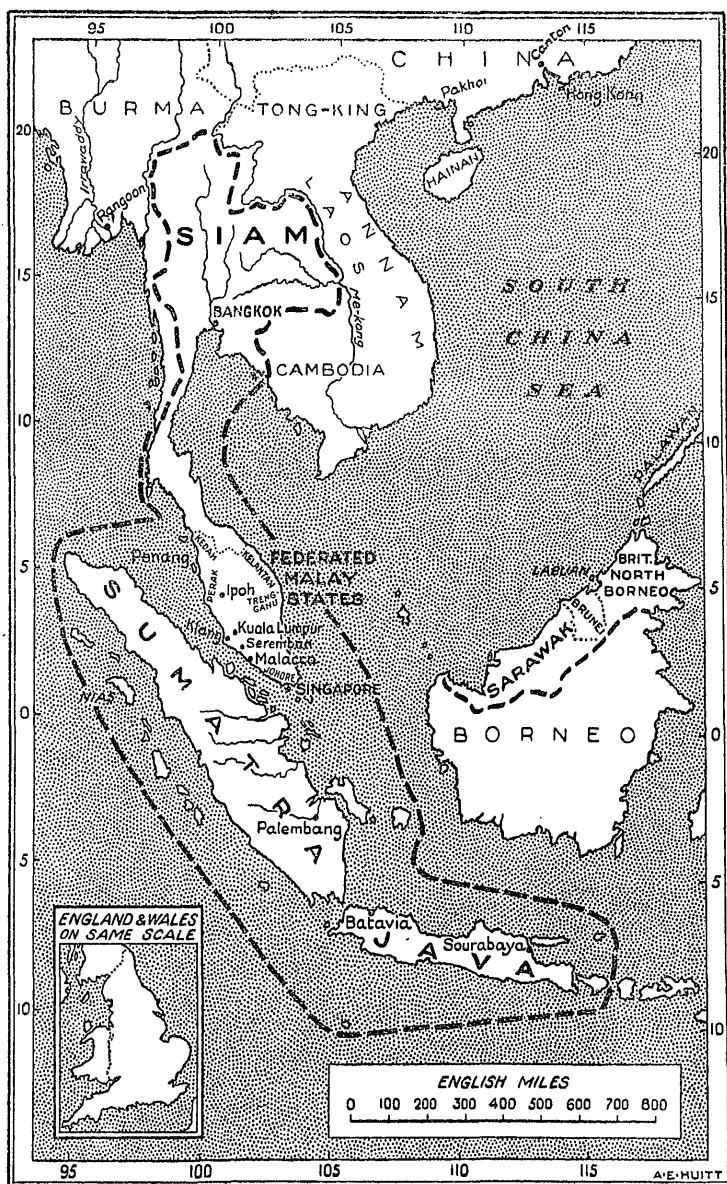 95 100 105 110 115
CHINA
Canton
BURMA
TONG-KING
Pakhoi
Hong Kong
20 20
Irrawaddy
HAINAN
Rangoon
LAOS
ANNAM
SIAM
15 15
SOUTH
CHINA
SEA
Me-kong
BANGKOK
CAMBODIA
10 10
PALAWAN
5 5
Penang
KEDAH
KELANTAN
FEDERATED
MALAY
STATES
PERAK
Ipoh
TRENG-
GANU
LABUAN
BRIT.
NORTH
BORNEO
BRUNEI
SUMATRA
Klang
Kuala Lumpur
Seremban
Malacca
JOHORE
SINGAPORE
SARAWAK
NIAS
0 0
BORNEO
Palembang
5 5
Batavia
Sourabaya
JAVA
ENGLAND & WALES
ON SAME SCALE
10 10
ENGLISH MILES
0 100 200 300 400 500 600 700 800
95 100 105 110 115
A·E·HUITT